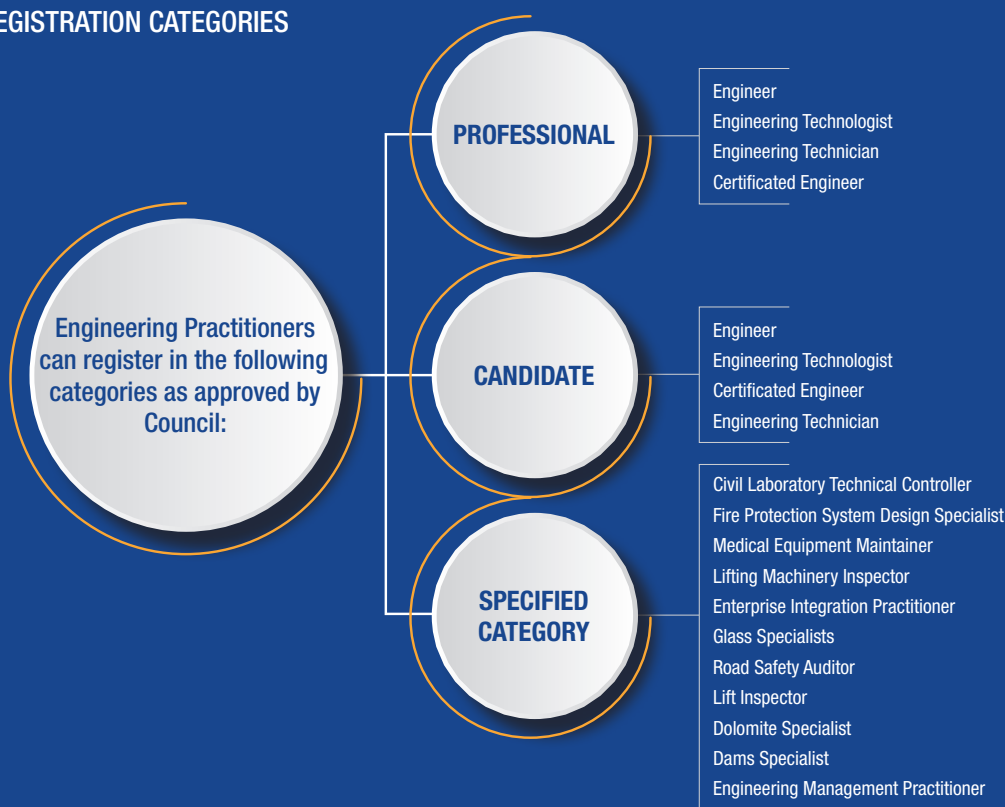 EGISTRATION CATEGORIES
Engineering Practitioners
can register in the following
categories as approved by
Council:
PROFESSIONAL
Engineer
Engineering Technologist
Engineering Technician
Certificated Engineer
CANDIDATE
Engineer
Engineering Technologist
Certificated Engineer
Engineering Technician
SPECIFIED
CATEGORY
Civil Laboratory Technical Controller
Fire Protection System Design Specialist
Medical Equipment Maintainer
Lifting Machinery Inspector
Enterprise Integration Practitioner
Glass Specialists
Road Safety Auditor
Lift Inspector
Dolomite Specialist
Dams Specialist
Engineering Management Practitioner